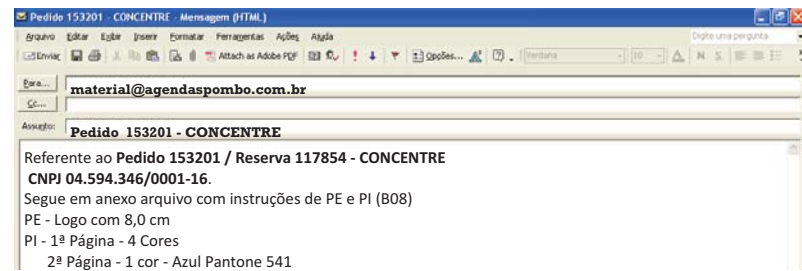 Pedido 153201 - CONCENTRE - Mensagem (HTML)
Arquivo Editar Exibir Inserir Formatar Ferramentas Ações Ajuda Digite uma pergunta
Enviar Attach as Adobe PDF Opções... Verdana 10 A N S
Para... material@agendaspombo.com.br
Cc...
Assunto: Pedido 153201 - CONCENTRE
Referente ao Pedido 153201 / Reserva 117854 - CONCENTRE
CNPJ 04.594.346/0001-16.
Segue em anexo arquivo com instruções de PE e PI (B08)
PE - Logo com 8,0 cm
PI - 1ª Página - 4 Cores
2ª Página - 1 cor - Azul Pantone 541